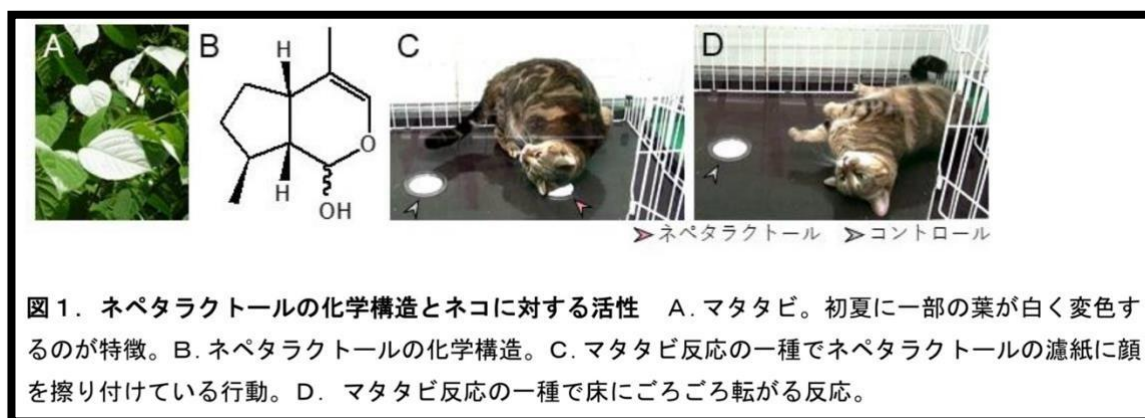 A
B
C
D
H
H
O
OH
ネペタラクトール
コントロール
図1. ネペタラクトールの化学構造とネコに対する活性 A. マタタビ。初夏に一部の葉が白く変色す
るのが特徴。B. ネペタラクトールの化学構造。C. マタタビ反応の一種でネペタラクトールの濾紙に顔
を擦り付けている行動。D. マタタビ反応の一種で床にごろごろ転がる反応。